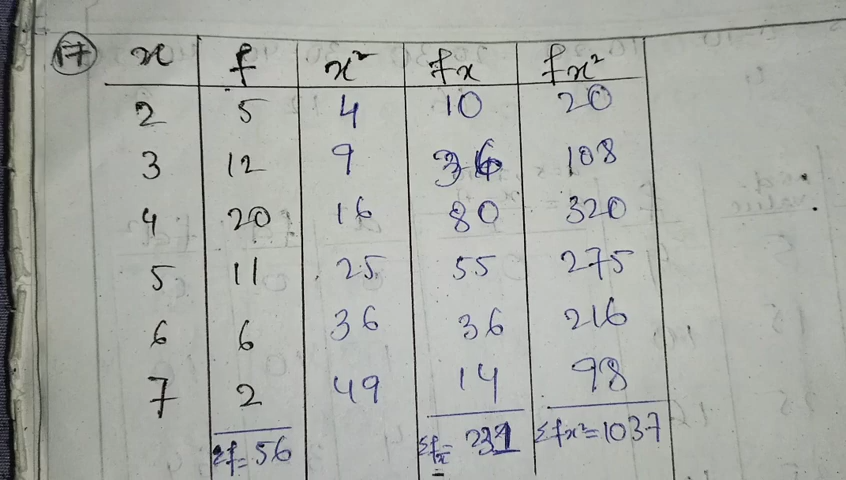 17 x f x² fx fx²
2 5 4 10 20
3 12 9 36 108
4 20 16 80 320
5 11 25 55 275
6 6 36 36 216
7 2 49 14 98
Σf=56 Σfx= 231 Σfx²=1037